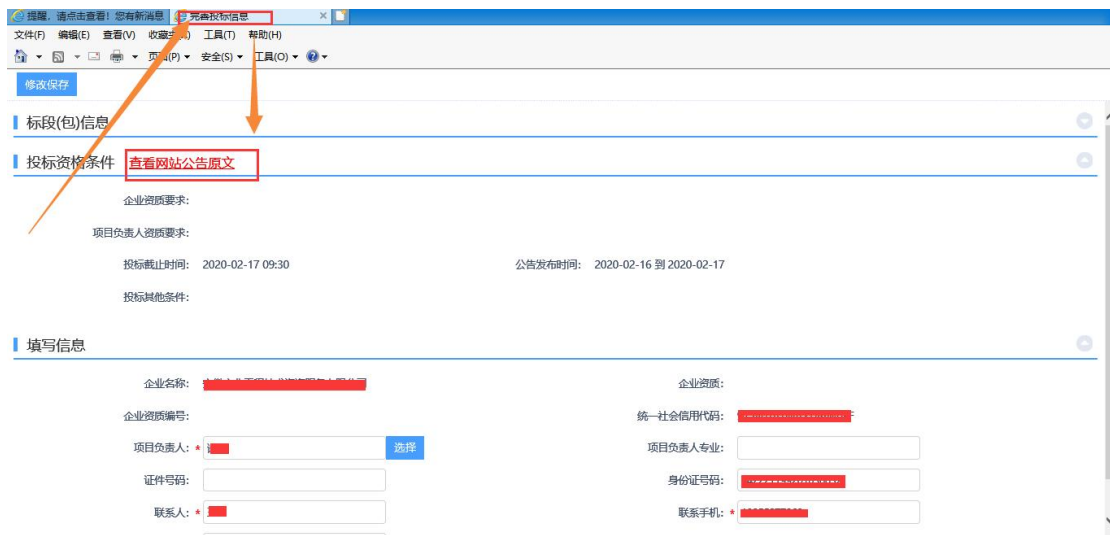 提醒, 请点击查看! 您有新消息 完善投标信息
文件(F) 编辑(E) 查看(V) 工具(T) 帮助(H)
安全(S) 工具(O)
修改保存
标段(包)信息
投标资格条件 查看网站公告原文
企业资质要求:
项目负责人资质要求:
投标截止时间: 2020-02-17 09:30 公告发布时间: 2020-02-16 到 2020-02-17
投标其他条件:
填写信息
企业名称: 企业资质:
企业资质编号: 统一社会信用代码:
项目负责人: * 选择 项目负责人专业:
证件号码: 身份证号码:
联系人: * 联系手机: *